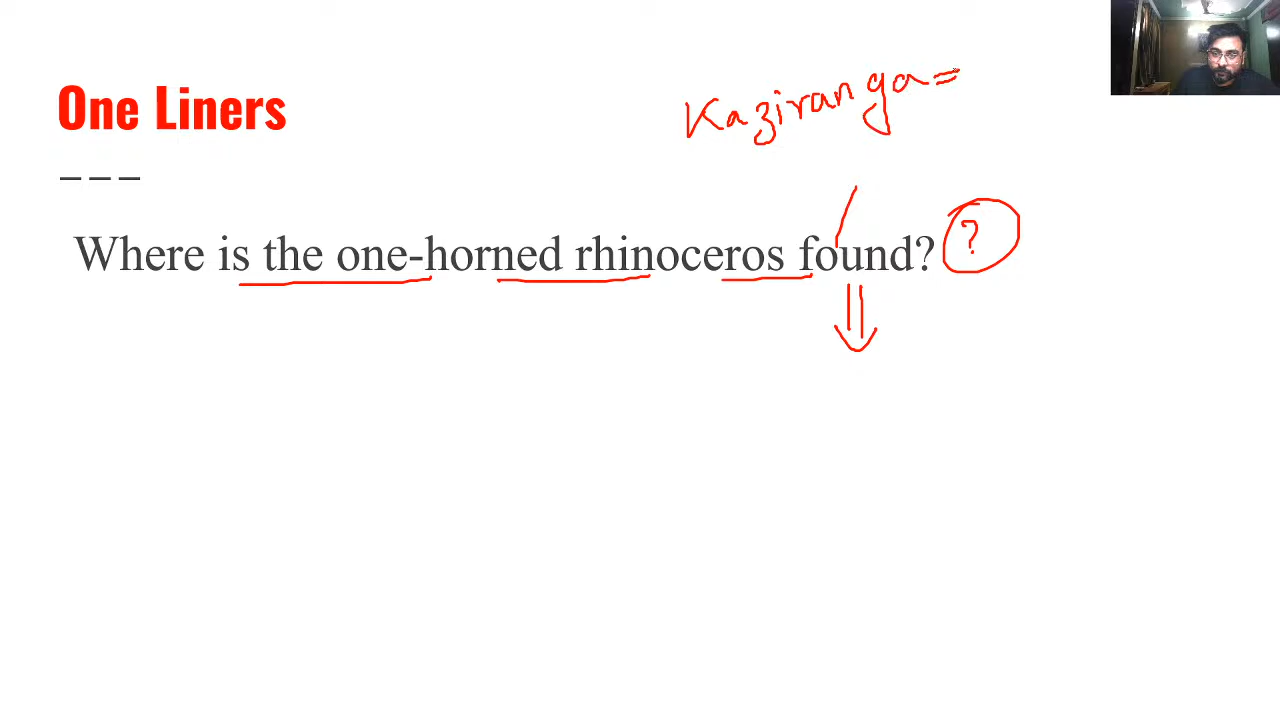 One Liners
Kaziranga=
Where is the one-horned rhinoceros found? ?